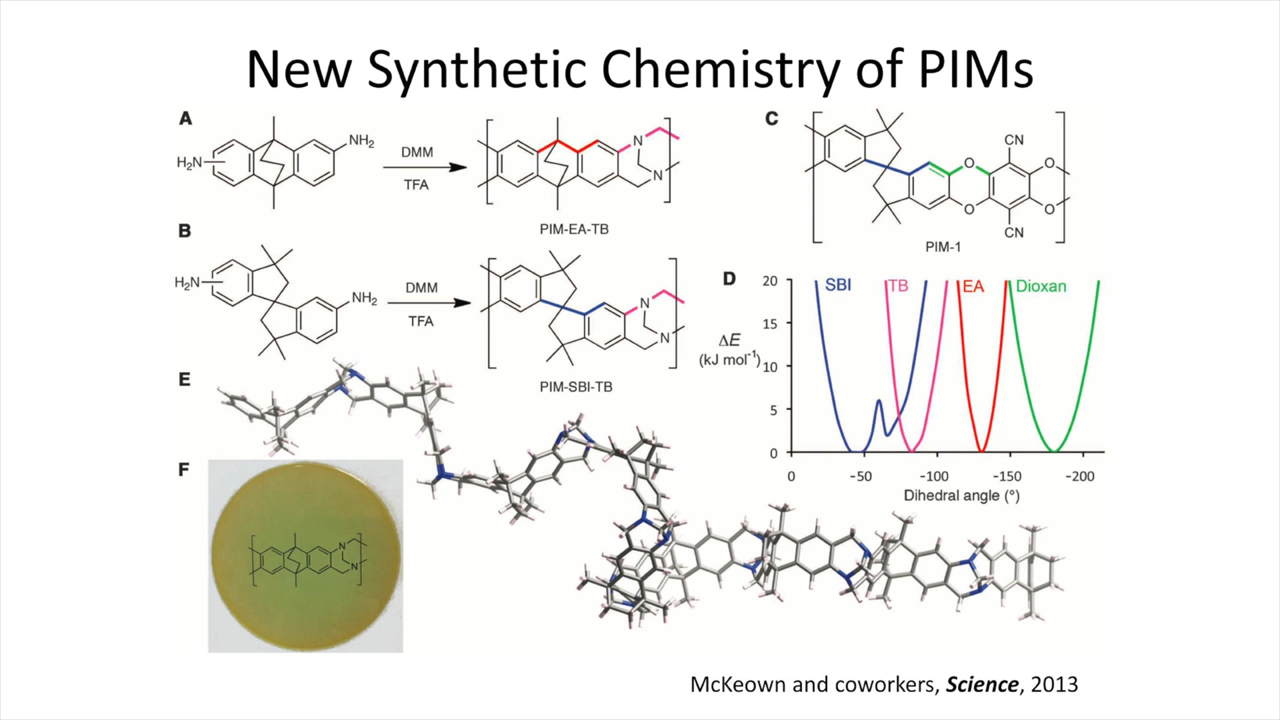 New Synthetic Chemistry of PIMs
A
H₂N
NH₂
DMM
TFA
N
N
PIM-EA-TB
B
H₂N
NH₂
DMM
TFA
N
N
PIM-SBI-TB
C
CN
O
O
O
O
CN
PIM-1
D
SBI
TB
EA
Dioxan
20
15
10
5
0
ΔE
(kJ mol⁻¹)
0
-50
-100
-150
-200
Dihedral angle (°)
E
F
N
N
McKeown and coworkers, Science, 2013